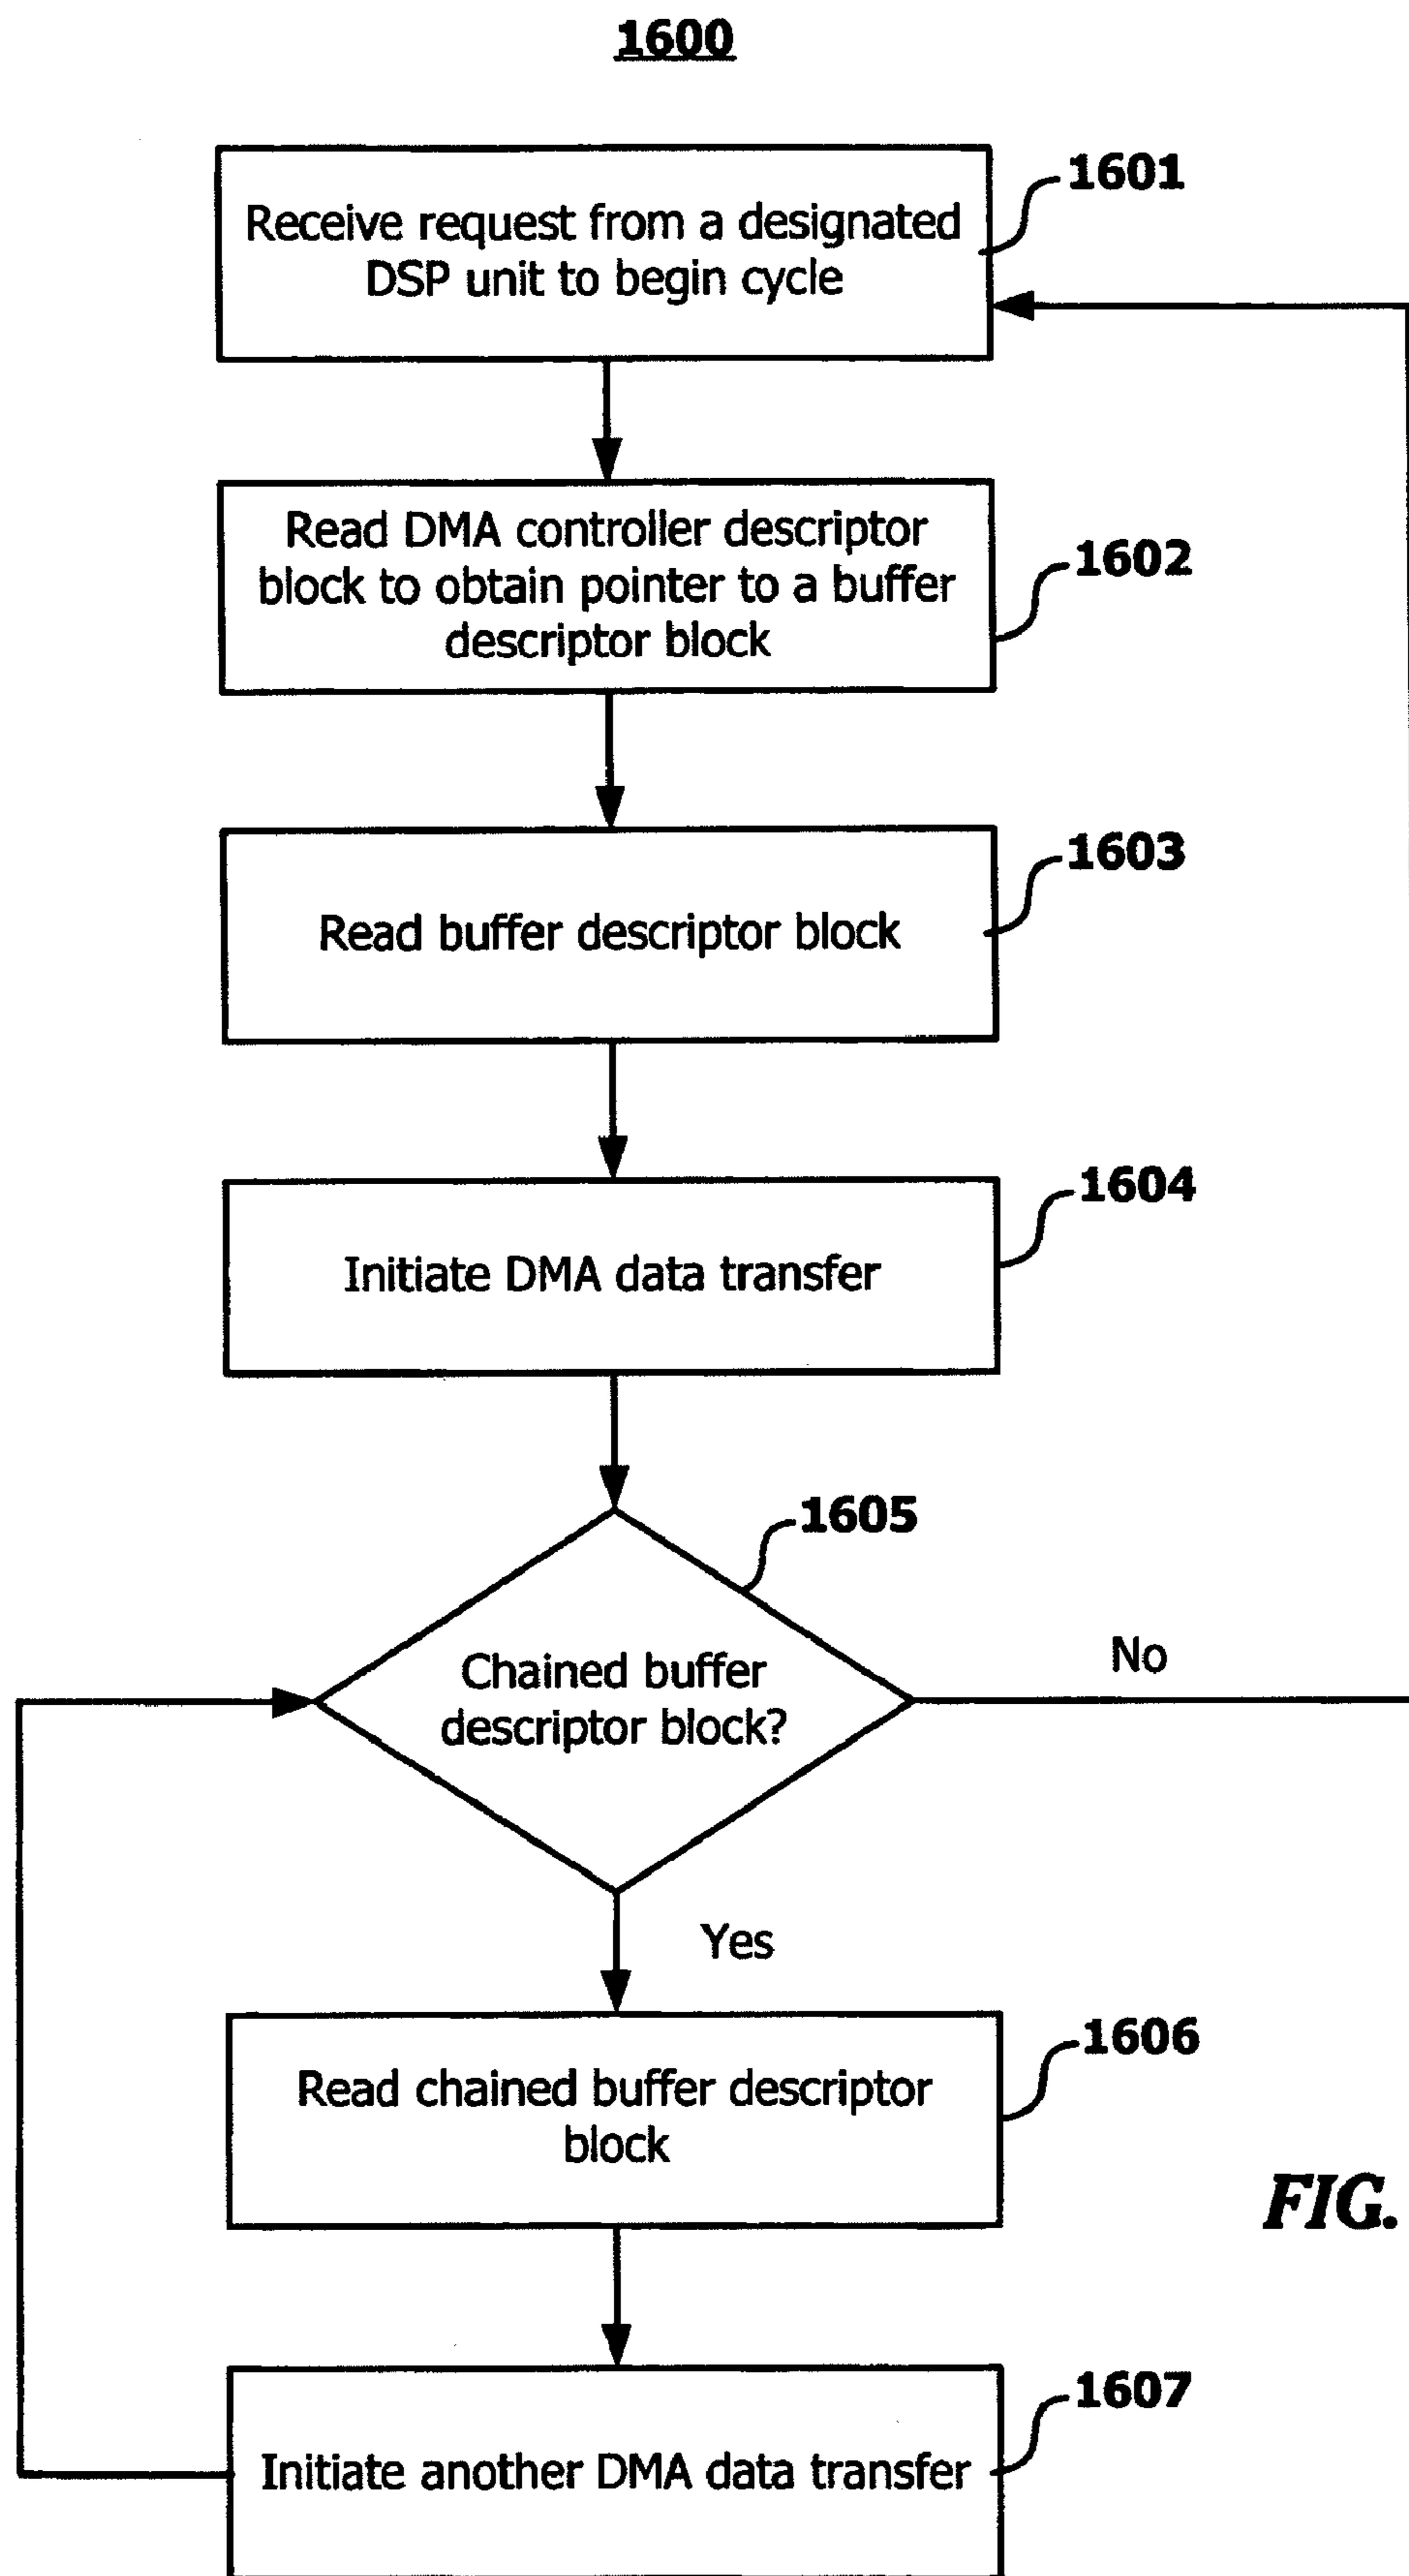 1600
Receive request from a designated
DSP unit to begin cycle
1601
Read DMA controller descriptor
block to obtain pointer to a buffer
descriptor block
1602
Read buffer descriptor block
1603
Initiate DMA data transfer
1604
Chained buffer
descriptor block?
1605
No
Yes
Read chained buffer descriptor
block
1606
FIG.
Initiate another DMA data transfer
1607